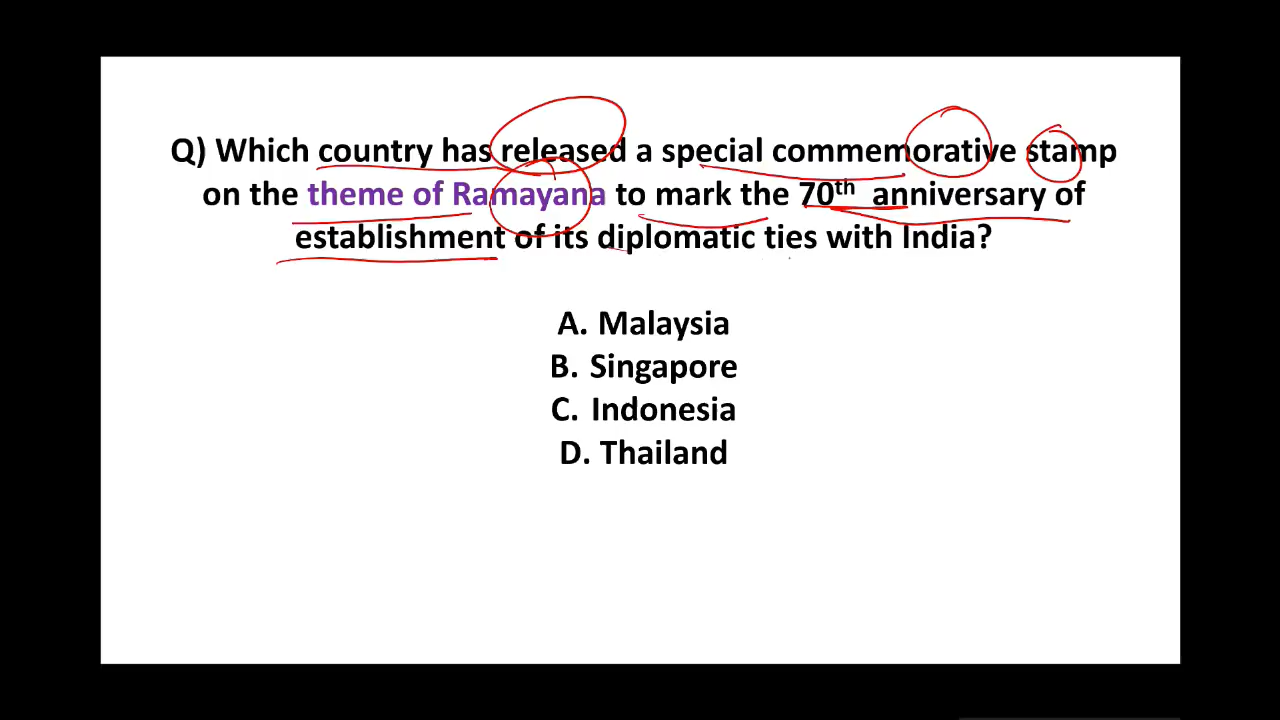 Q) Which country has released a special commemorative stamp
on the theme of Ramayana to mark the 70th anniversary of
establishment of its diplomatic ties with India?
A. Malaysia
B. Singapore
C. Indonesia
D. Thailand